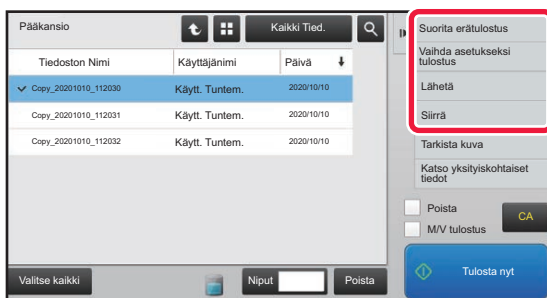 Pääkansio
Kaikki Tied.
Tiedoston Nimi
Käyttäjänimi
Päivä
Copy_20201010_112030
Käytt. Tuntem.
2020/10/10
Copy_20201010_112031
Käytt. Tuntem.
2020/10/10
Copy_20201010_112032
Käytt. Tuntem.
2020/10/10
Valitse kaikki
Niput
Poista
Suorita erätulostus
Vaihda asetukseksi
tulostus
Lähetä
Siirrä
Tarkista kuva
Katso yksityiskohtaiset
tiedot
Poista
M/V tulostus
CA
Tulosta nyt